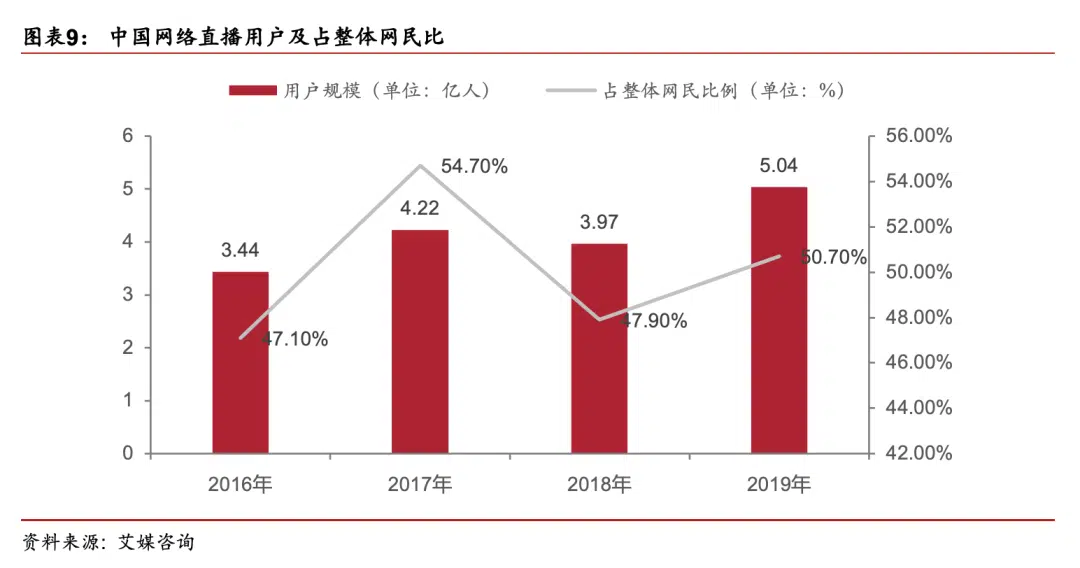 图表9： 中国网络直播用户及占整体网民比
用户规模（单位：亿人） 占整体网民比例（单位：%）
6 56.00%
5 54.00%
4 52.00%
3 50.00%
2 48.00%
1 46.00%
0 44.00%
42.00%
3.44 4.22 3.97 5.04
47.10% 54.70% 47.90% 50.70%
2016年 2017年 2018年 2019年
资料来源: 艾媒咨询